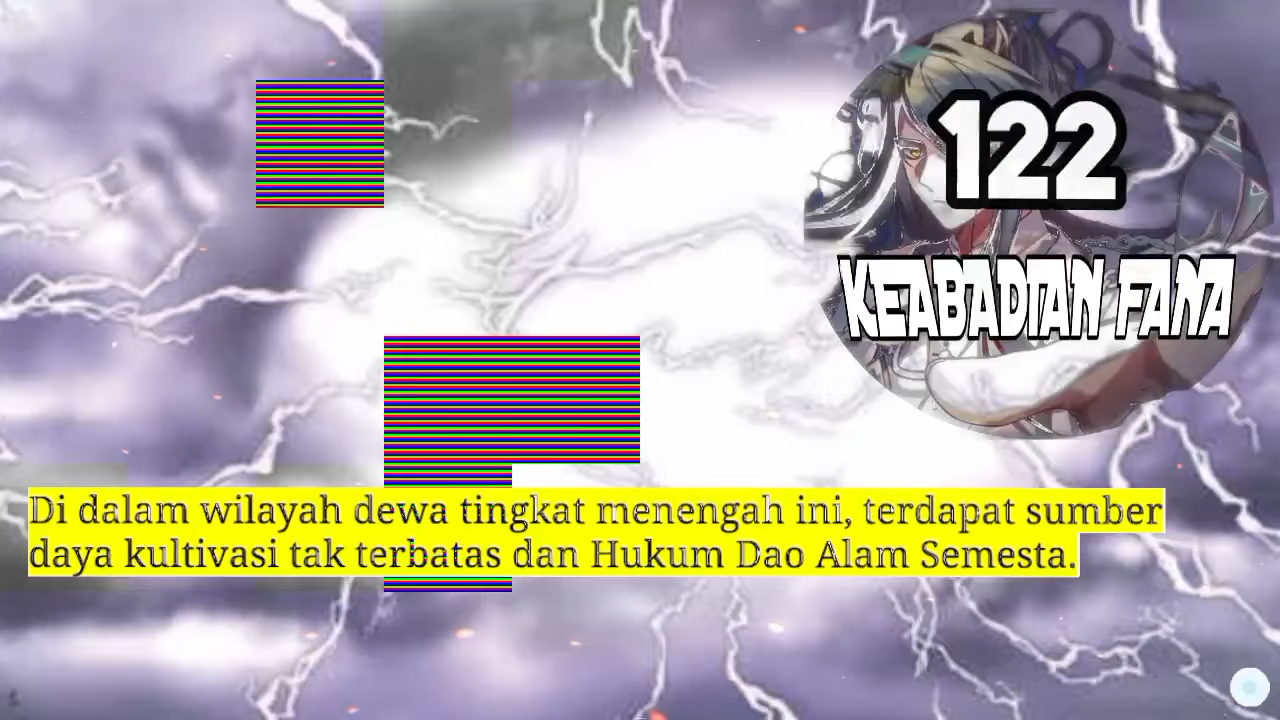 122
KEABADIAN FANA
Di dalam wilayah dewa tingkat menengah ini, terdapat sumber
daya kultivasi tak terbatas dan Hukum Dao Alam Semesta.